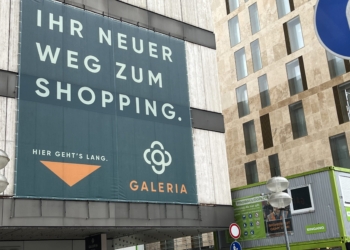 IHR NEUER
WEG ZUM
SHOPPING.
HIER GEHT'S LANG.
GALERIA